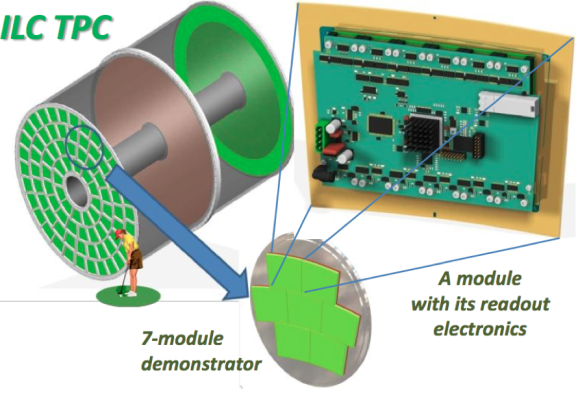 ILC TPC
A module
with its readout
electronics
7-module
demonstrator